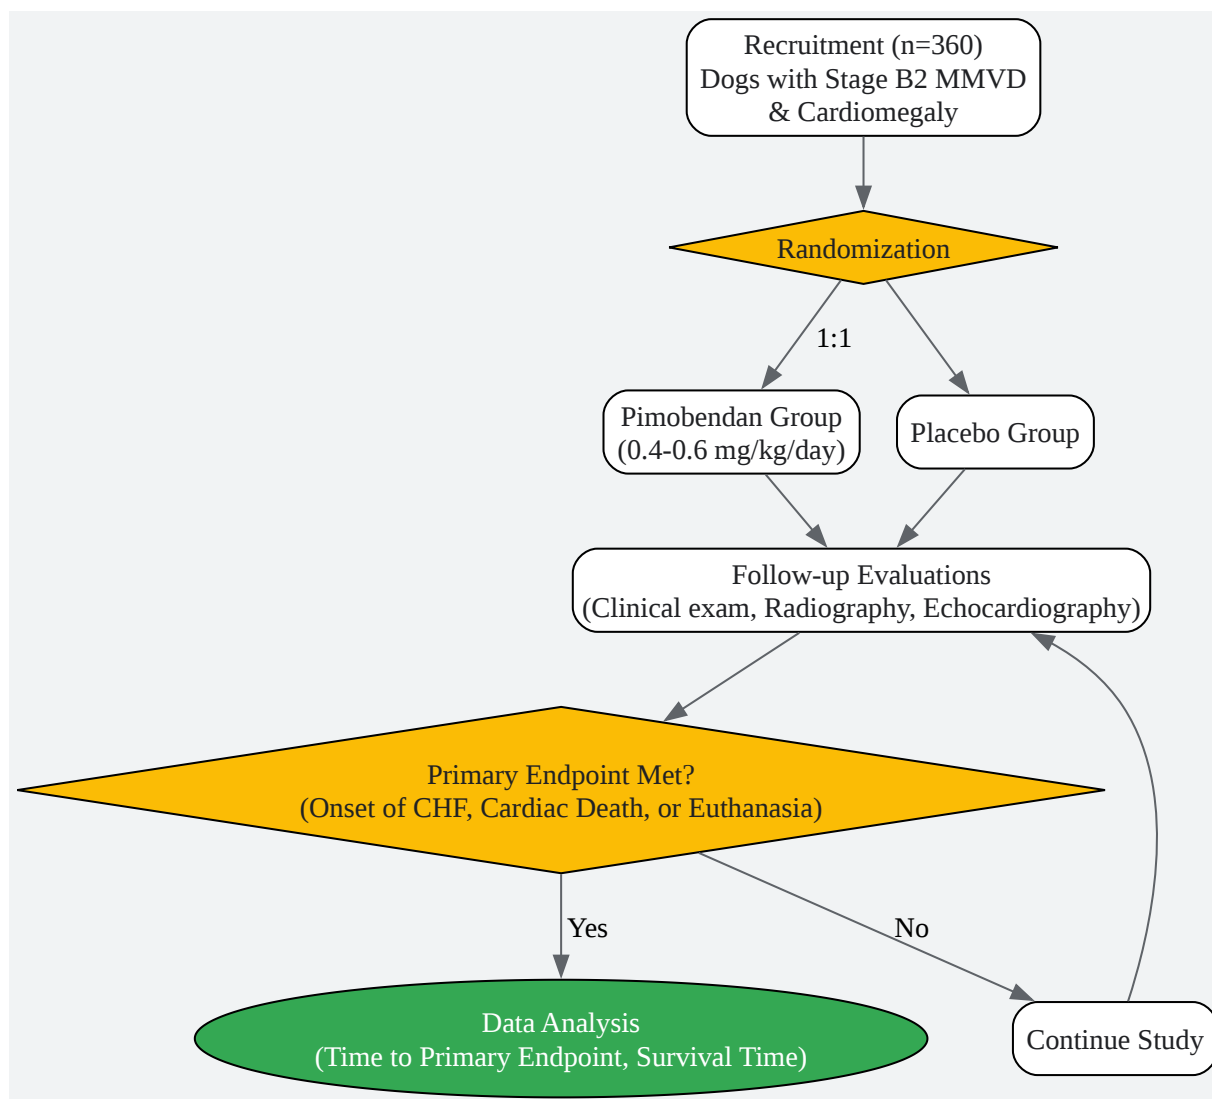 Recruitment (n=360)
Dogs with Stage B2 MMVD
& Cardiomegaly
Randomization
1:1
Pimobendan Group
(0.4-0.6 mg/kg/day)
Placebo Group
Follow-up Evaluations
(Clinical exam, Radiography, Echocardiography)
Primary Endpoint Met?
(Onset of CHF, Cardiac Death, or Euthanasia)
Yes
No
Data Analysis
(Time to Primary Endpoint, Survival Time)
Continue Study